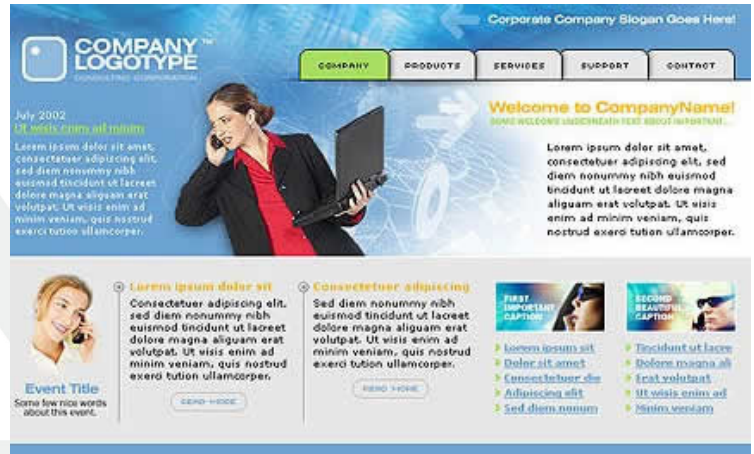 Corporate Company Slogan Goes Here!
COMPANY ™
LOGOTYPE
CONSULTING CORPORATION
COMPANY
PRODUCTS
SERVICES
SUPPORT
CONTACT
July 2002
Ut wisis enim ad minim
Lorem ipsum dolor sit amet,
consectetuer adipiscing elit,
sed diem nonummy nibh
euismod tincidunt ut lacreet
dolore magna aliguam erat
volutpat. Ut wisis enim ad
minim veniam, quis nostrud
exerci tution ullamcorper.
Welcome to CompanyName!
SOME WELCOME UNDERNEATH TEXT ABOUT IMPORTANT...
Lorem ipsum dolor sit amet,
consectetuer adipiscing elit, sed
diem nonummy nibh euismod
tincidunt ut lacreet dolore magna
aliguam erat volutpat. Ut wisis
enim ad minim veniam, quis
nostrud exerci tution ullamcorper.
Event Title
Some few nice words
about this event.
Lorem ipsum dolor sit
Consectetuer adipiscing elit,
sed diem nonummy nibh
euismod tincidunt ut lacreet
dolore magna aliguam erat
volutpat. Ut wisis enim ad
minim veniam, quis nostrud
exerci tution ullamcorper.
READ MORE
Consectetuer adipiscing
Sed diem nonummy nibh
euismod tincidunt ut lacreet
dolore magna aliguam erat
volutpat. Ut wisis enim ad
minim veniam, quis nostrud
exerci tution ullamcorper.
READ MORE
FIRST
IMPORTANT
CAPTION
Lorem ipsum sit
Dolor sit amet
Consectetuer die
Adipiscing elit
Sed diem nonum
SECOND
BEAUTIFUL
CAPTION
Tincidunt ut lacre
Dolore magna ali
Erat volutpat
Ut wisis enim ad
Minim veniam